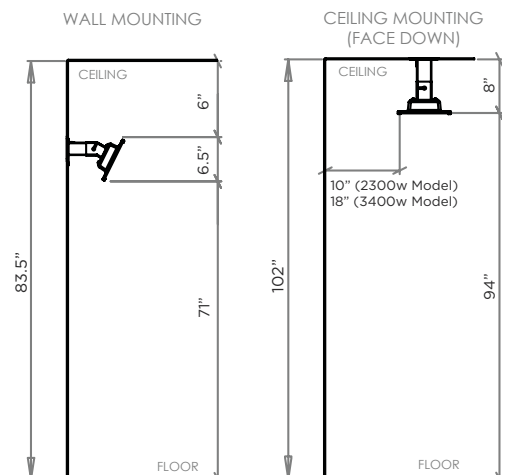 WALL MOUNTING
CEILING
6”
6.5”
83.5”
71”
FLOOR
CEILING MOUNTING
(FACE DOWN)
CEILING
8”
10” (2300w Model)
18” (3400w Model)
102”
94”
FLOOR